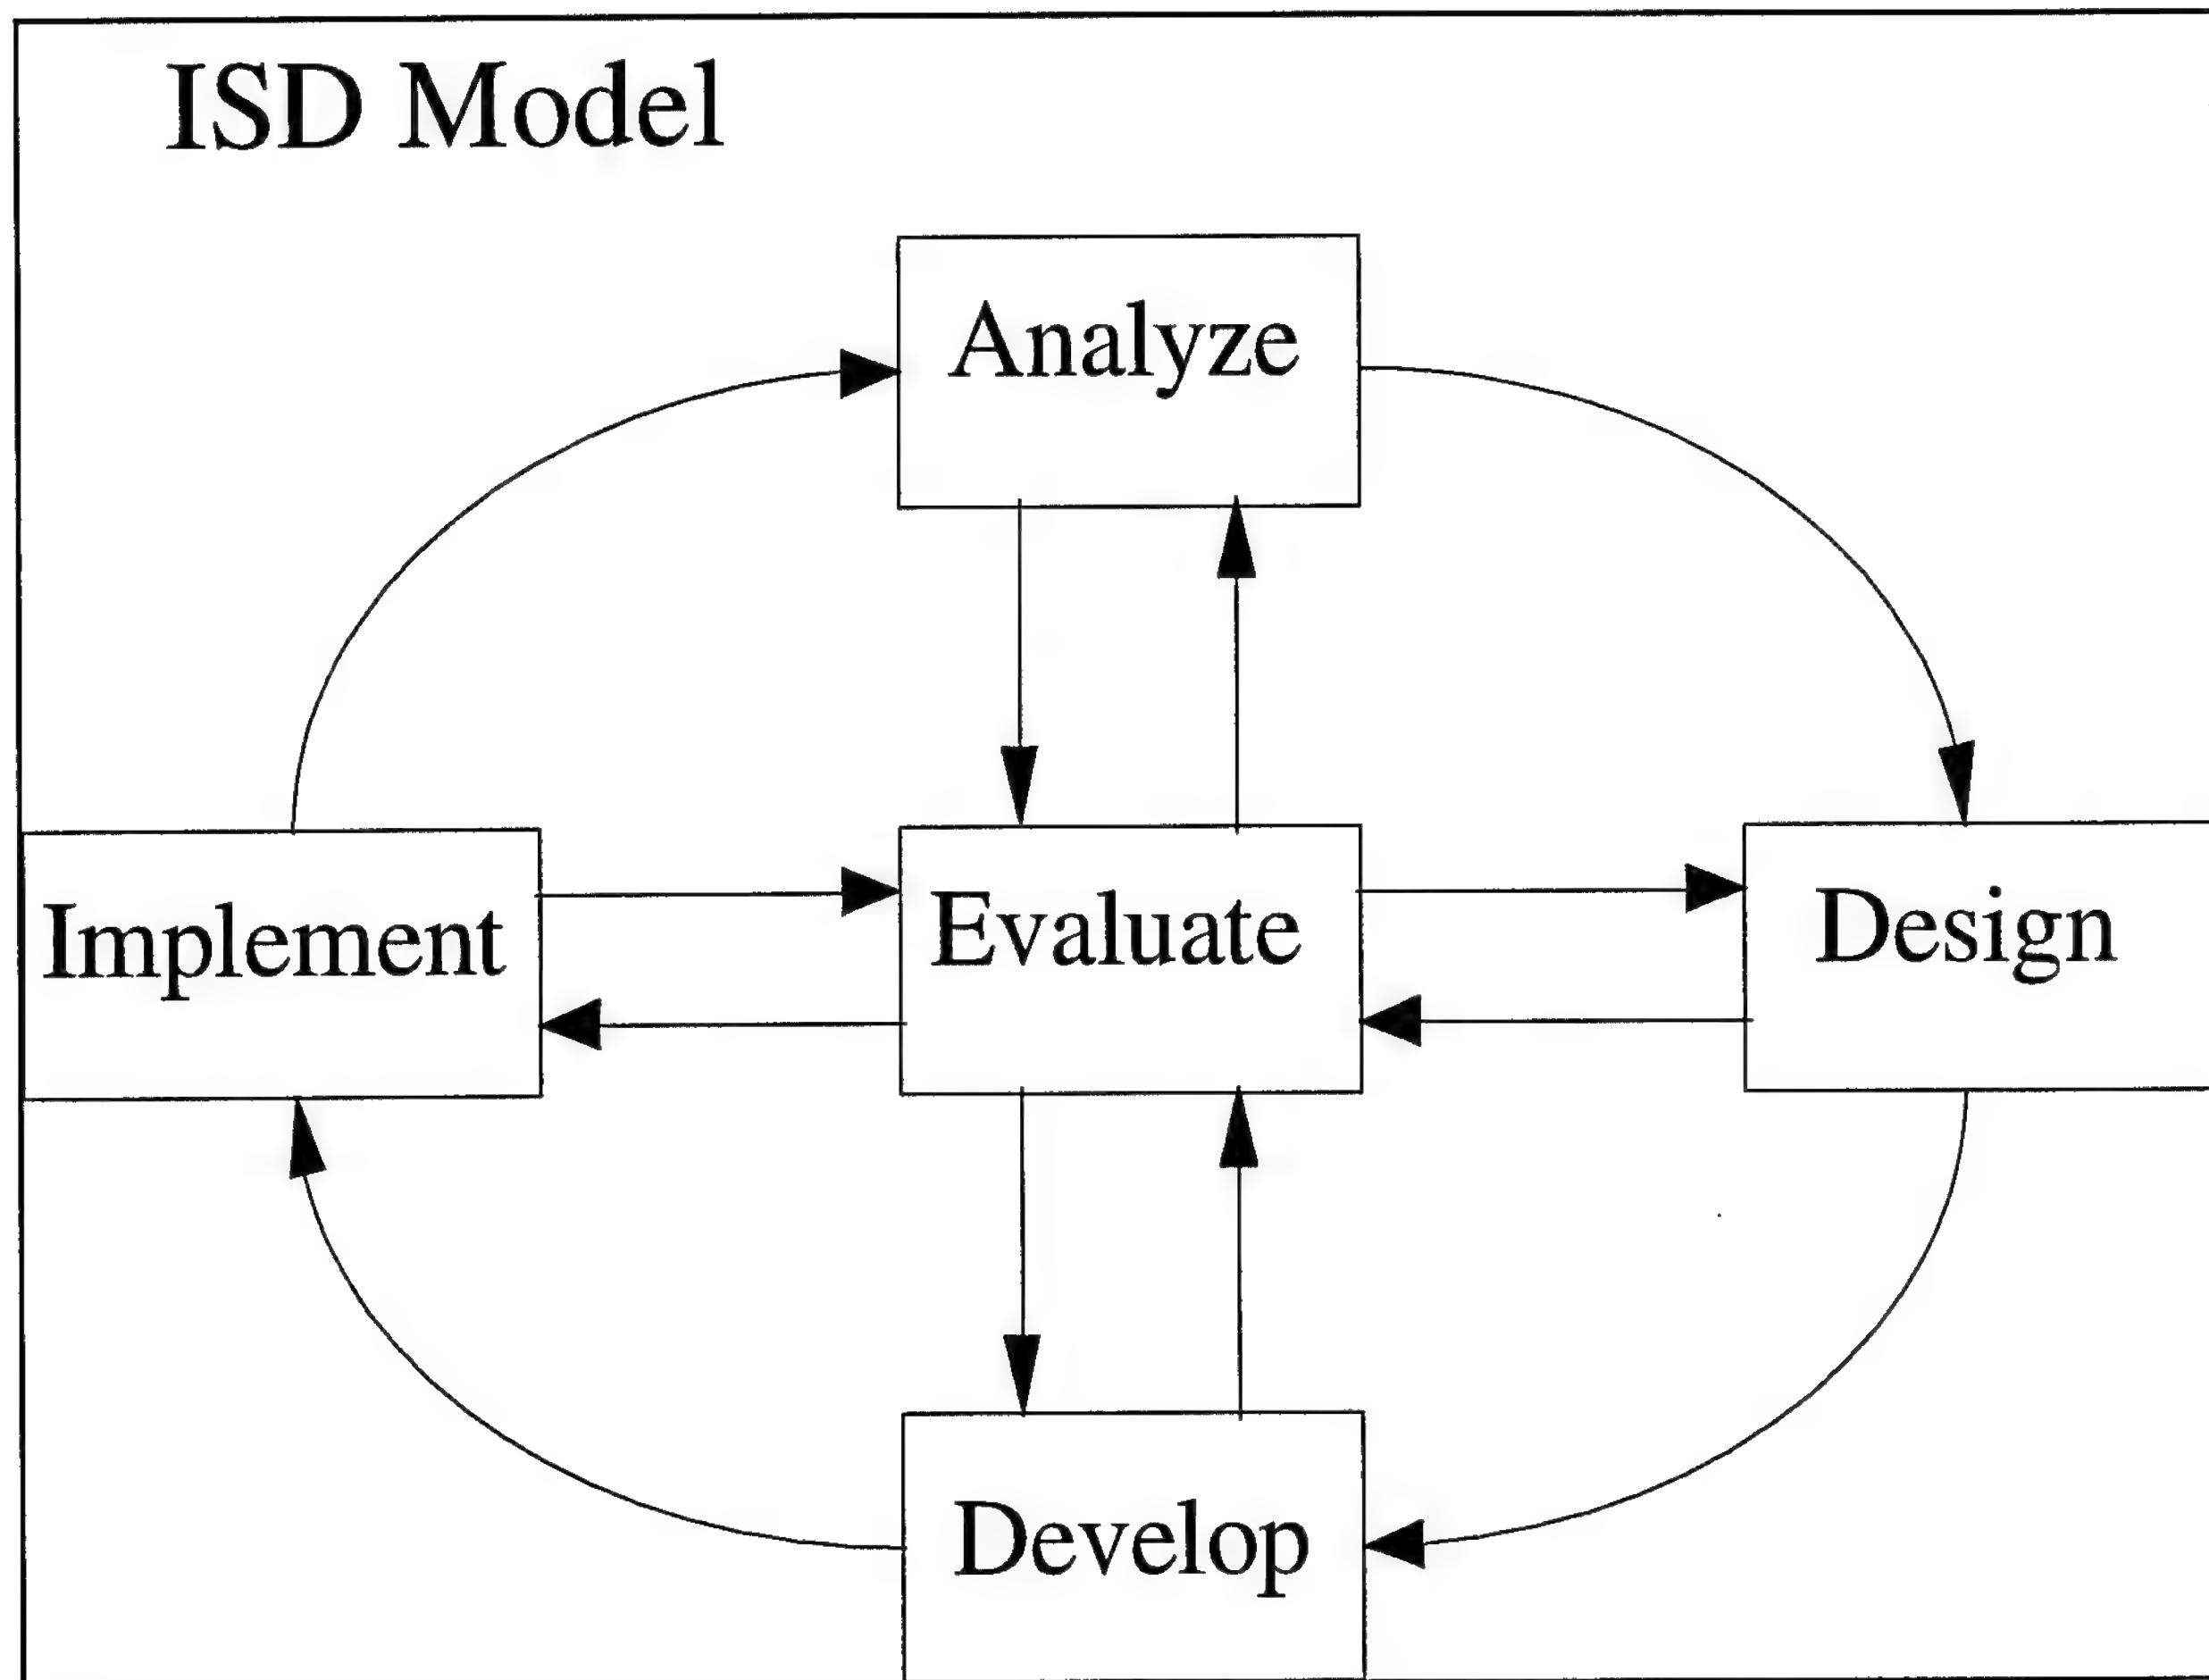 ISD Model
Analyze
Implement
Evaluate
Design
Develop